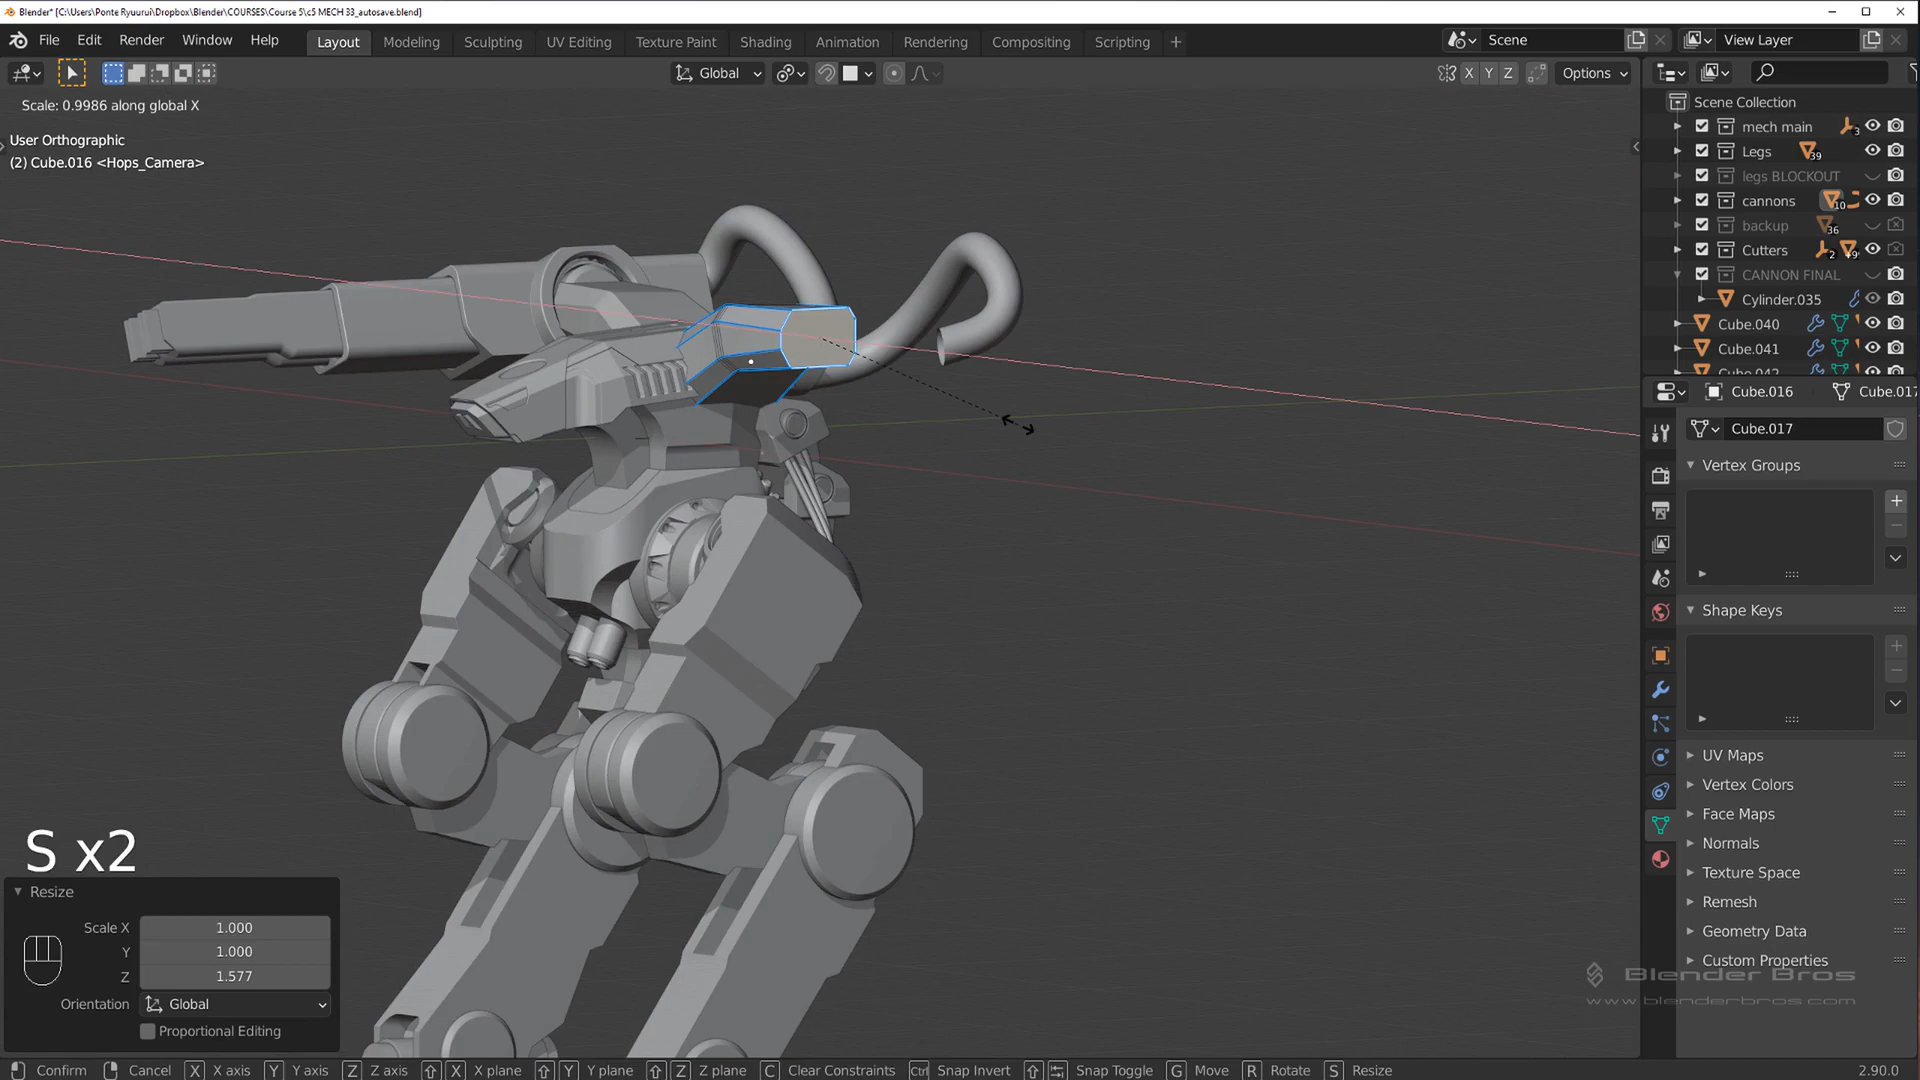 Blender* [C:\Users\Ponte Ryuurui\Dropbox\Blender\COURSES\Course 5\c5 MECH 33_autosave.blend]
File Edit Render Window Help Layout Modeling Sculpting UV Editing Texture Paint Shading Animation Rendering Compositing Scripting + Scene View Layer
Global X Y Z Options
Scale: 0.9986 along global X
User Orthographic
(2) Cube.016 <Hops_Camera>
Scene Collection
mech main 3
Legs 39
legs BLOCKOUT
cannons 10
backup 36
Cutters 2 9
CANNON FINAL
Cylinder.035
Cube.040
Cube.041
Cube.016 Cube.017
Cube.017
Vertex Groups
Shape Keys
UV Maps
Vertex Colors
Face Maps
Normals
Texture Space
Remesh
Geometry Data
Custom Properties
S x2
Resize
Scale X 1.000
Y 1.000
Z 1.577
Orientation Global
Proportional Editing
Blender Bros
www.blenderbros.com
Confirm Cancel X X axis Y Y axis Z Z axis X X plane Y Y plane Z Z plane C Clear Constraints Ctrl Snap Invert Snap Toggle G Move R Rotate S Resize 2.90.0